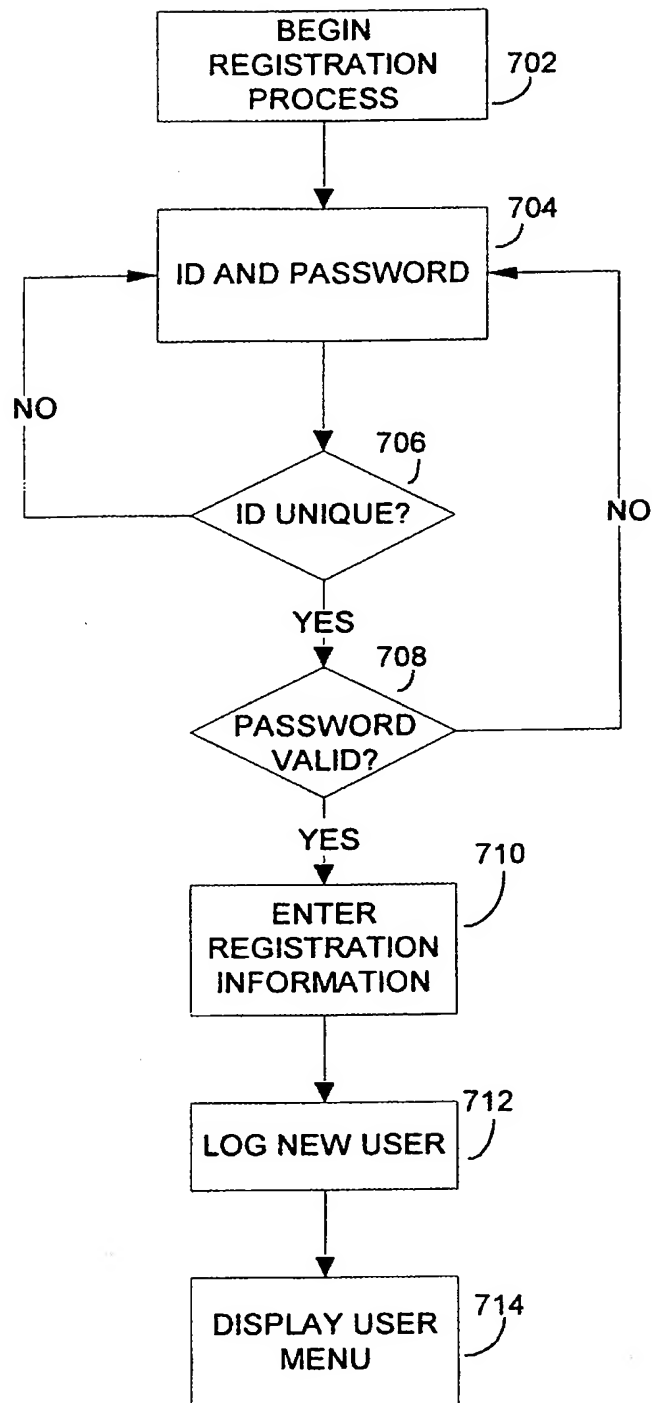 BEGIN
REGISTRATION
PROCESS
702
704
ID AND PASSWORD
NO
706
ID UNIQUE?
NO
YES
708
PASSWORD
VALID?
YES
710
ENTER
REGISTRATION
INFORMATION
712
LOG NEW USER
714
DISPLAY USER
MENU